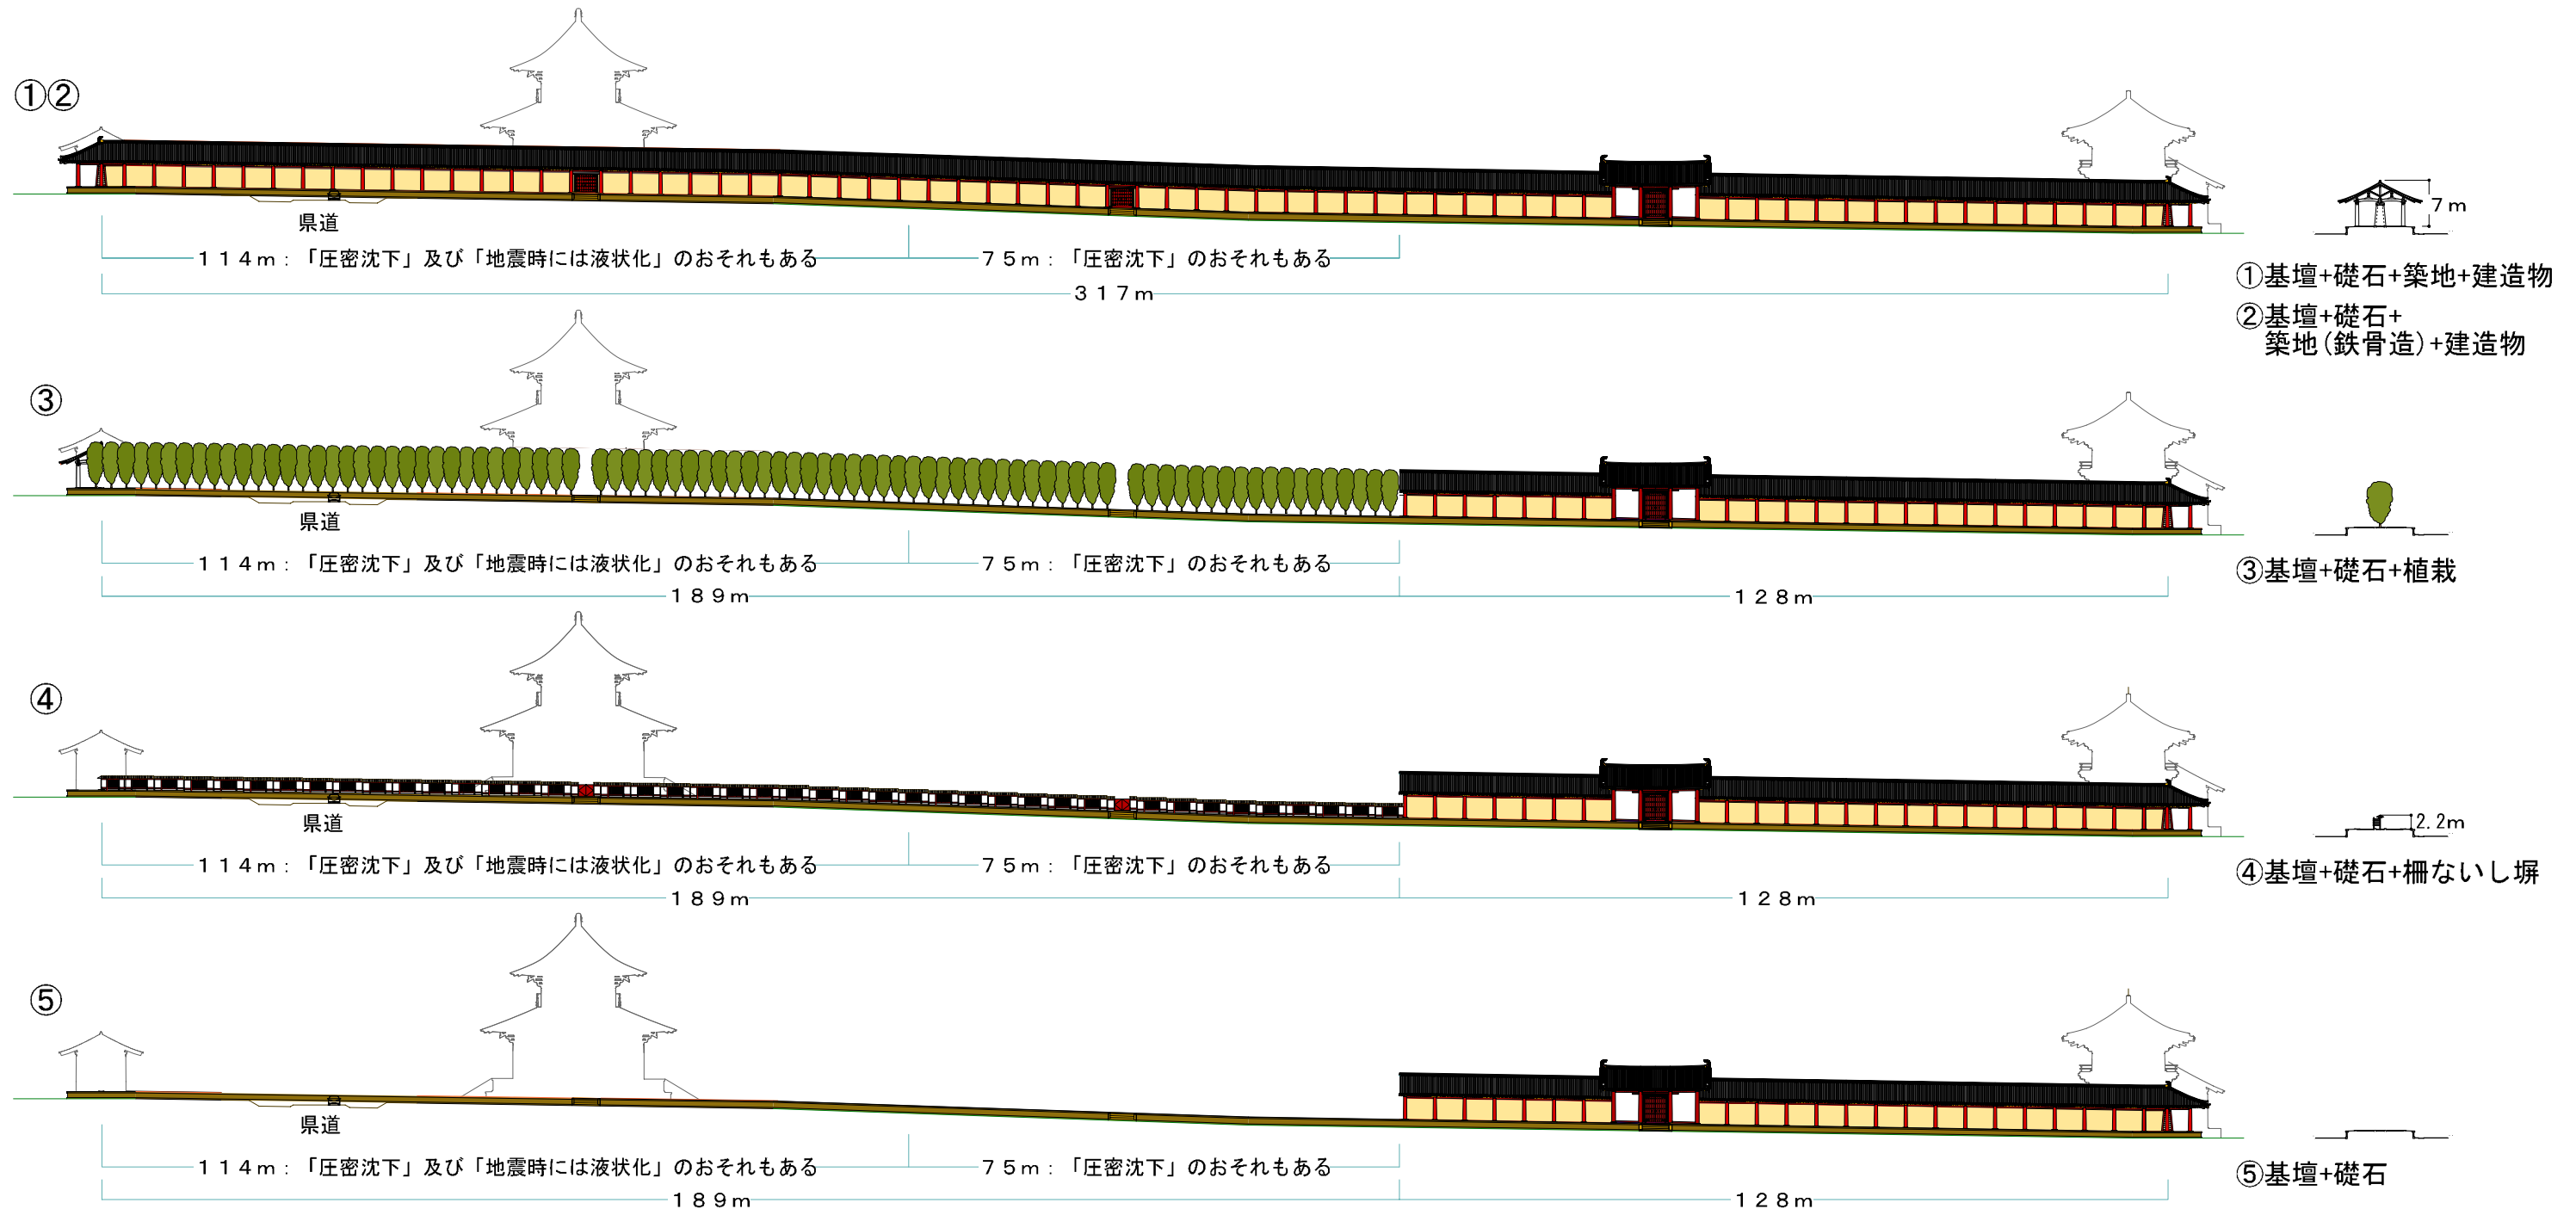 ①②
県道
１１４ｍ：「圧密沈下」及び「地震時には液状化」のおそれもある
７５ｍ：「圧密沈下」のおそれもある
３１７ｍ
7ｍ
①基壇+礎石+築地+建造物
②基壇+礎石+
築地(鉄骨造)+建造物
③
県道
１１４ｍ：「圧密沈下」及び「地震時には液状化」のおそれもある
７５ｍ：「圧密沈下」のおそれもある
１８９ｍ
１２８ｍ
③基壇+礎石+植栽
④
県道
１１４ｍ：「圧密沈下」及び「地震時には液状化」のおそれもある
７５ｍ：「圧密沈下」のおそれもある
１８９ｍ
１２８ｍ
2.2m
④基壇+礎石+柵ないし塀
⑤
県道
１１４ｍ：「圧密沈下」及び「地震時には液状化」のおそれもある
７５ｍ：「圧密沈下」のおそれもある
１８９ｍ
１２８ｍ
⑤基壇+礎石